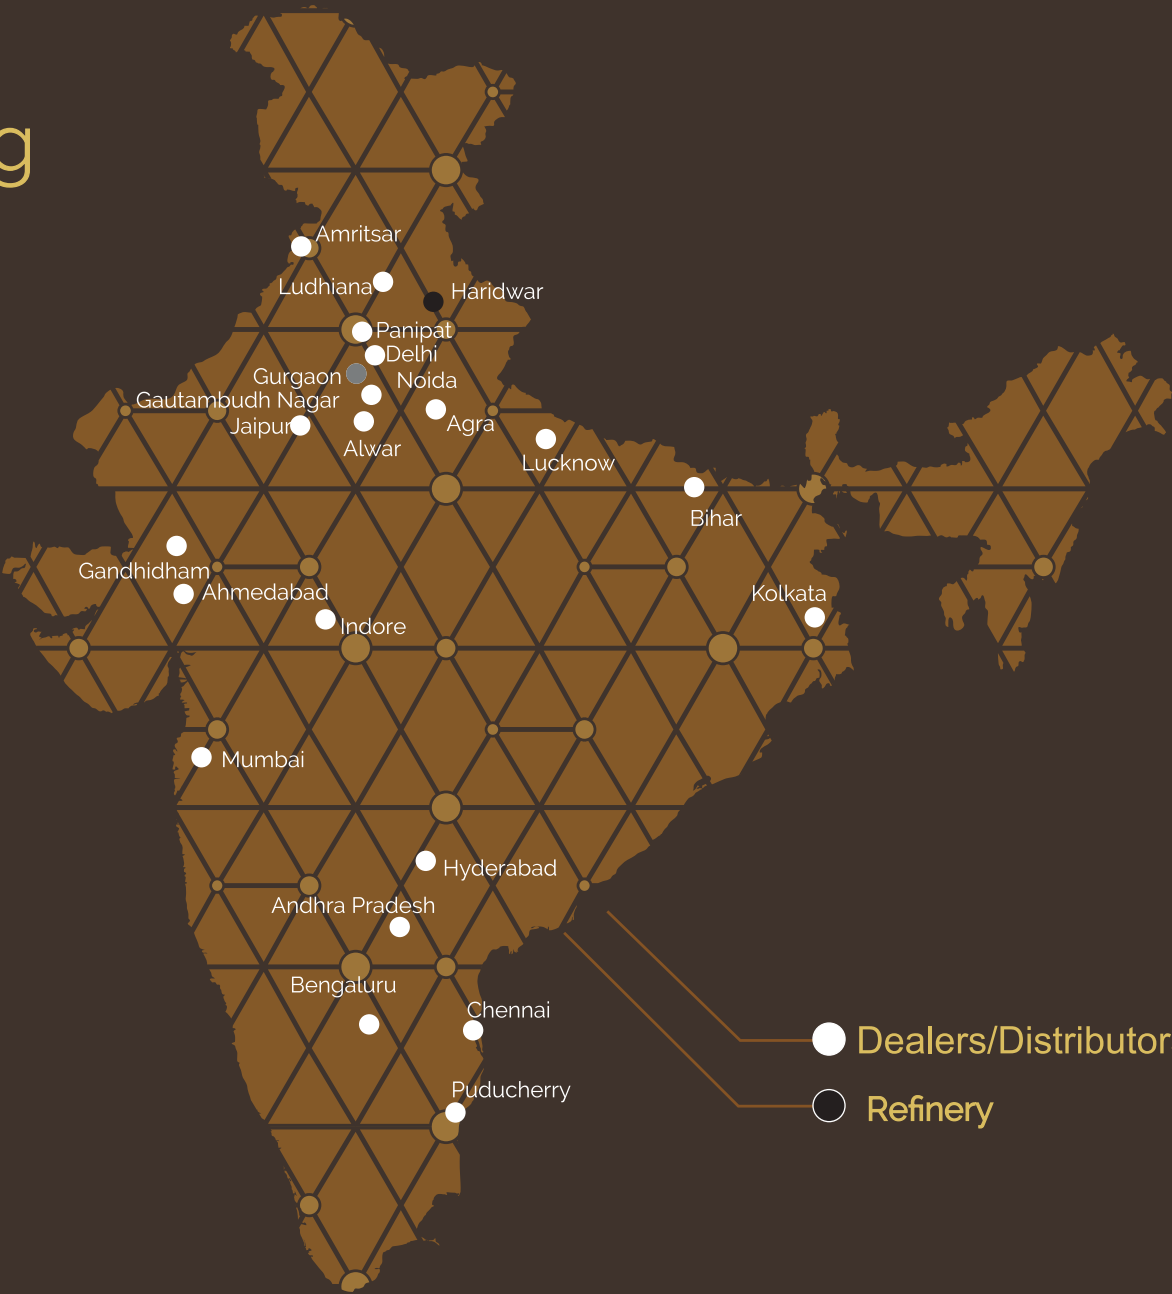 g
Amritsar
Ludhiana
Haridwar
Panipat
Delhi
Gurgaon
Noida
Gautambudh Nagar
Jaipur
Agra
Alwar
Lucknow
Bihar
Gandhidham
Ahmedabad
Kolkata
Indore
Mumbai
Hyderabad
Andhra Pradesh
Bengaluru
Chennai
Dealers/Distributor
Puducherry
Refinery